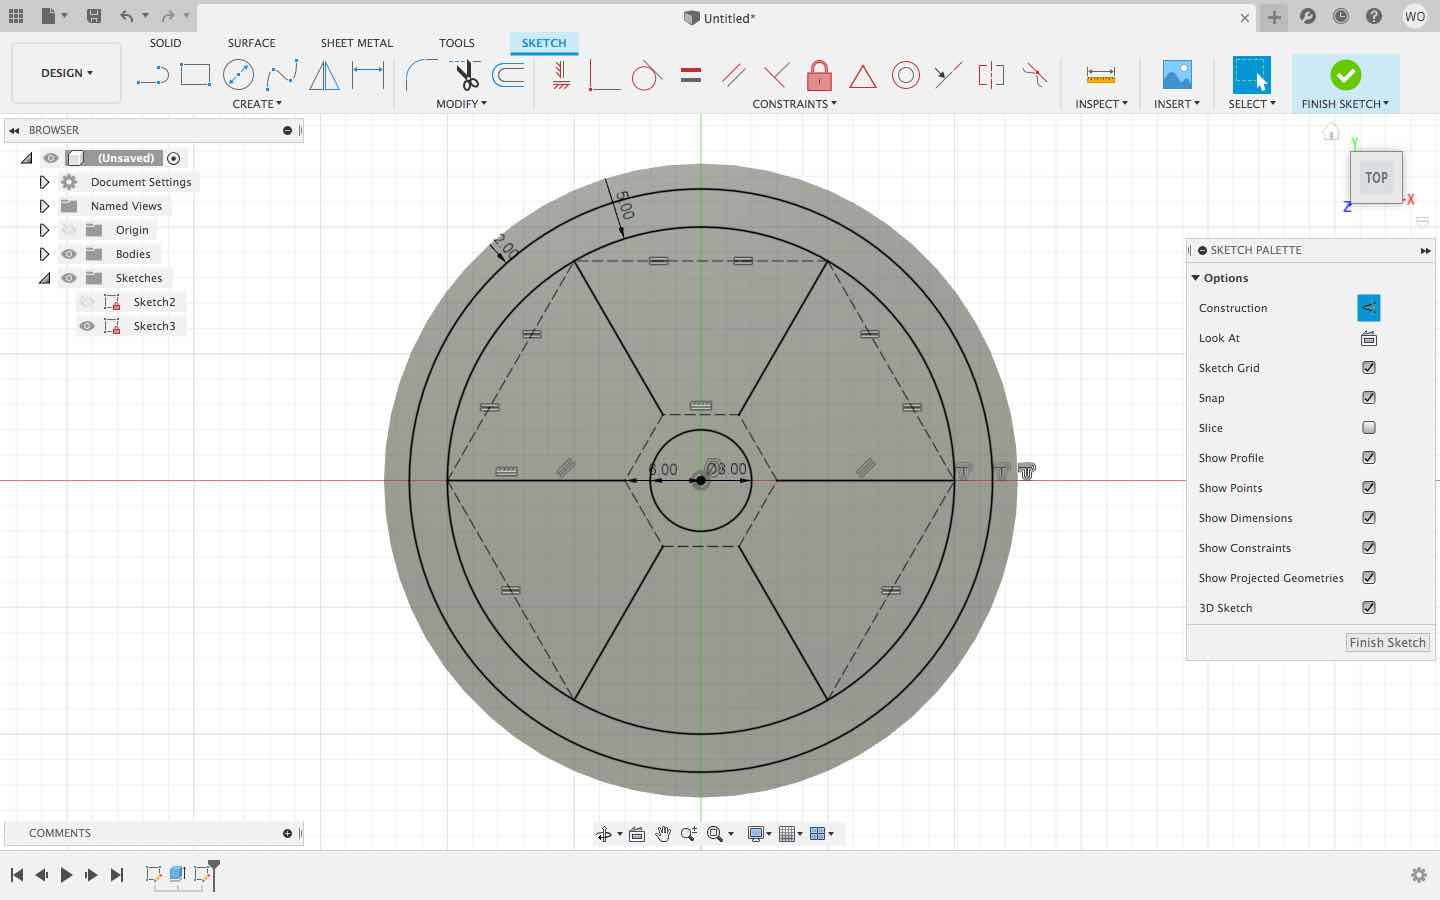 Untitled*
WO
DESIGN
SOLID
SURFACE
SHEET METAL
TOOLS
SKETCH
CREATE
MODIFY
CONSTRAINTS
INSPECT
INSERT
SELECT
FINISH SKETCH
BROWSER
(Unsaved)
Document Settings
Named Views
Origin
Bodies
Sketches
Sketch2
Sketch3
5.00
2.00
6.00
Ø8.00
Y
TOP
X
Z
SKETCH PALETTE
Options
Construction
Look At
Sketch Grid
Snap
Slice
Show Profile
Show Points
Show Dimensions
Show Constraints
Show Projected Geometries
3D Sketch
Finish Sketch
COMMENTS